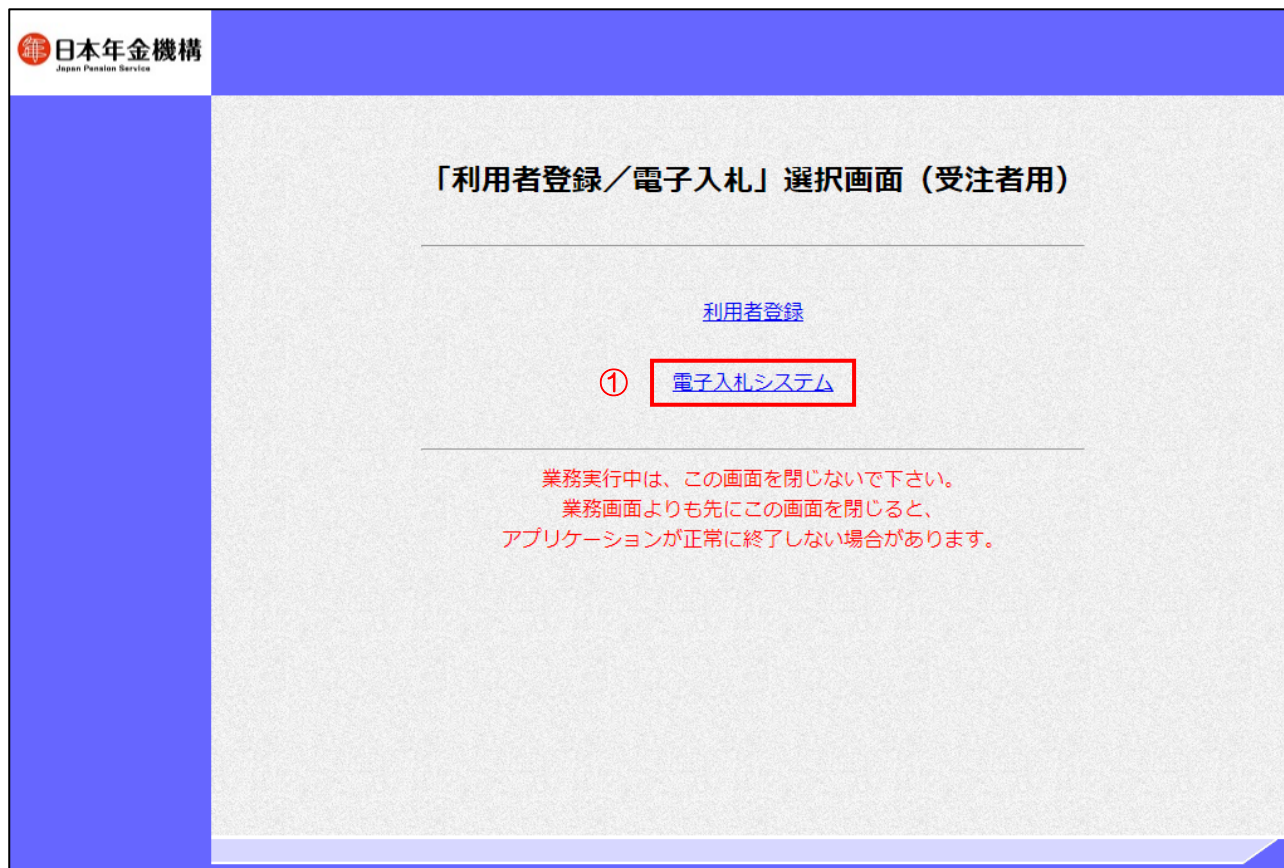 年 日本年金機構
Japan Pension Service
「利用者登録／電子入札」選択画面（受注者用）
利用者登録
① 電子入札システム
業務実行中は、この画面を閉じないで下さい。
業務画面よりも先にこの画面を閉じると、
アプリケーションが正常に終了しない場合があります。